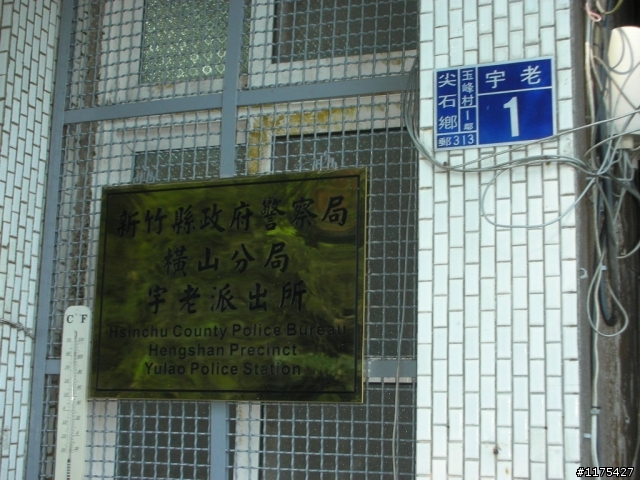 新竹縣政府警察局
橫山分局
宇老派出所
Hsinchu County Police Bureau
Hengshan Precinct
Yulao Police Station
尖石鄉
玉峰村1鄰
郵313
宇老
1
C F
#1175427